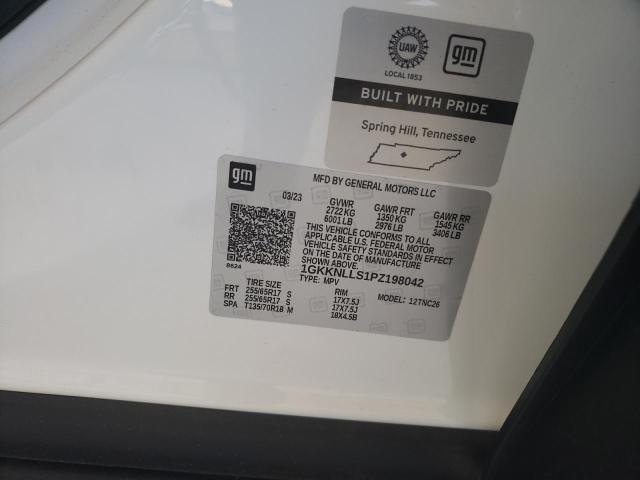 UAW
gm
LOCAL 1853
BUILT WITH PRIDE
Spring Hill, Tennessee
gm
MFD BY GENERAL MOTORS LLC
03/23 GVWR GAWR FRT GAWR RR
2722 KG 1350 KG 1545 KG
6001 LB 2976 LB 3406 LB
THIS VEHICLE CONFORMS TO ALL
APPLICABLE U.S. FEDERAL MOTOR
VEHICLE SAFETY STANDARDS IN EFFECT
ON THE DATE OF MANUFACTURE
SHOWN ABOVE.
1GKKNLLS1PZ198042
8624
TYPE: MPV
TIRE SIZE RIM MODEL: 12TNC26
FRT 255/65R17 S 17X7.5J
RR 255/65R17 S 17X7.5J
SPA T135/70R18 M 18X4.5B